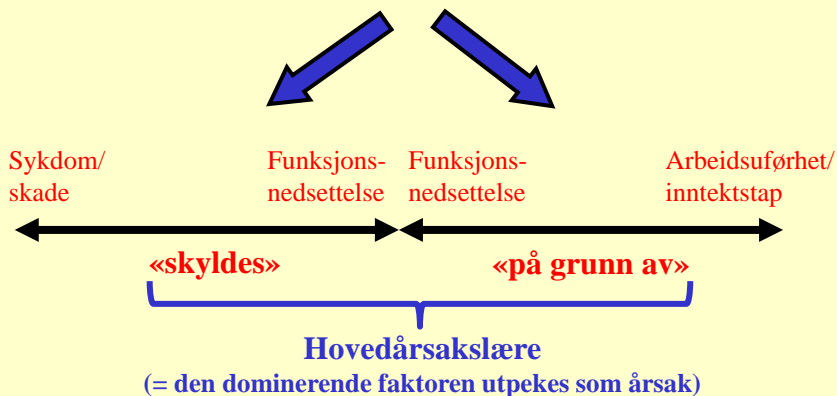 Sykdom/
skade
Funksjons-
nedsettelse
Funksjons-
nedsettelse
Arbeidsuførhet/
inntektstap
«skyldes»
«på grunn av»
Hovedårsakslære
(= den dominerende faktoren utpekes som årsak)